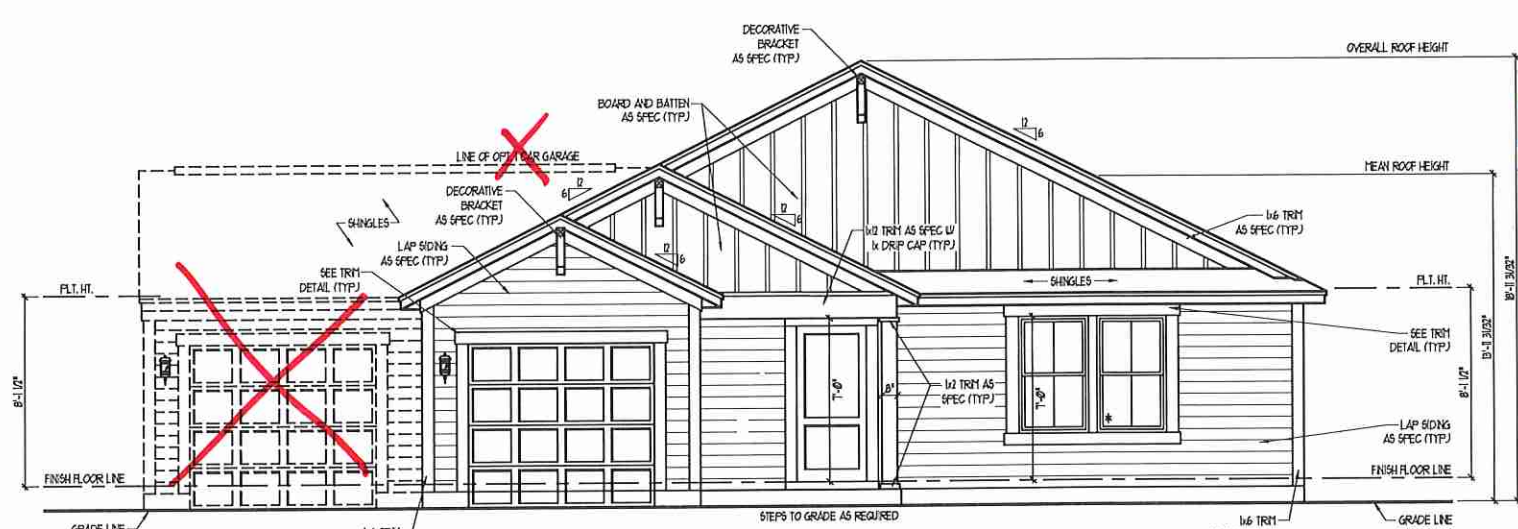 DECORATIVE
BRACKET
AS SPEC (TYP.)
OVERALL ROOF HEIGHT
BOARD AND BATTEN
AS SPEC (TYP.)
12
6
LINE OF OPT. 1 CAR GARAGE
MEAN ROOF HEIGHT
12
6
DECORATIVE
BRACKET
AS SPEC (TYP.)
SHINGLES
12
6
1x6 TRIM
AS SPEC (TYP.)
1x12 TRIM AS SPEC W/
1x DRIP CAP (TYP.)
LAP SIDING
AS SPEC (TYP.)
12
6
SEE TRIM
DETAIL (TYP.)
SHINGLES
PLT. HT.
PLT. HT.
18'-11 31/32"
13'-11 31/32"
SEE TRIM
DETAIL (TYP.)
8'-1 1/2"
7'-0"
8"
1x2 TRIM AS
SPEC (TYP.)
7'-0"
*
8'-1 1/2"
LAP SIDING
AS SPEC (TYP.)
FINISH FLOOR LINE
FINISH FLOOR LINE
STEPS TO GRADE AS REQUIRED
GRADE LINE
1x6 TRIM
GRADE LINE